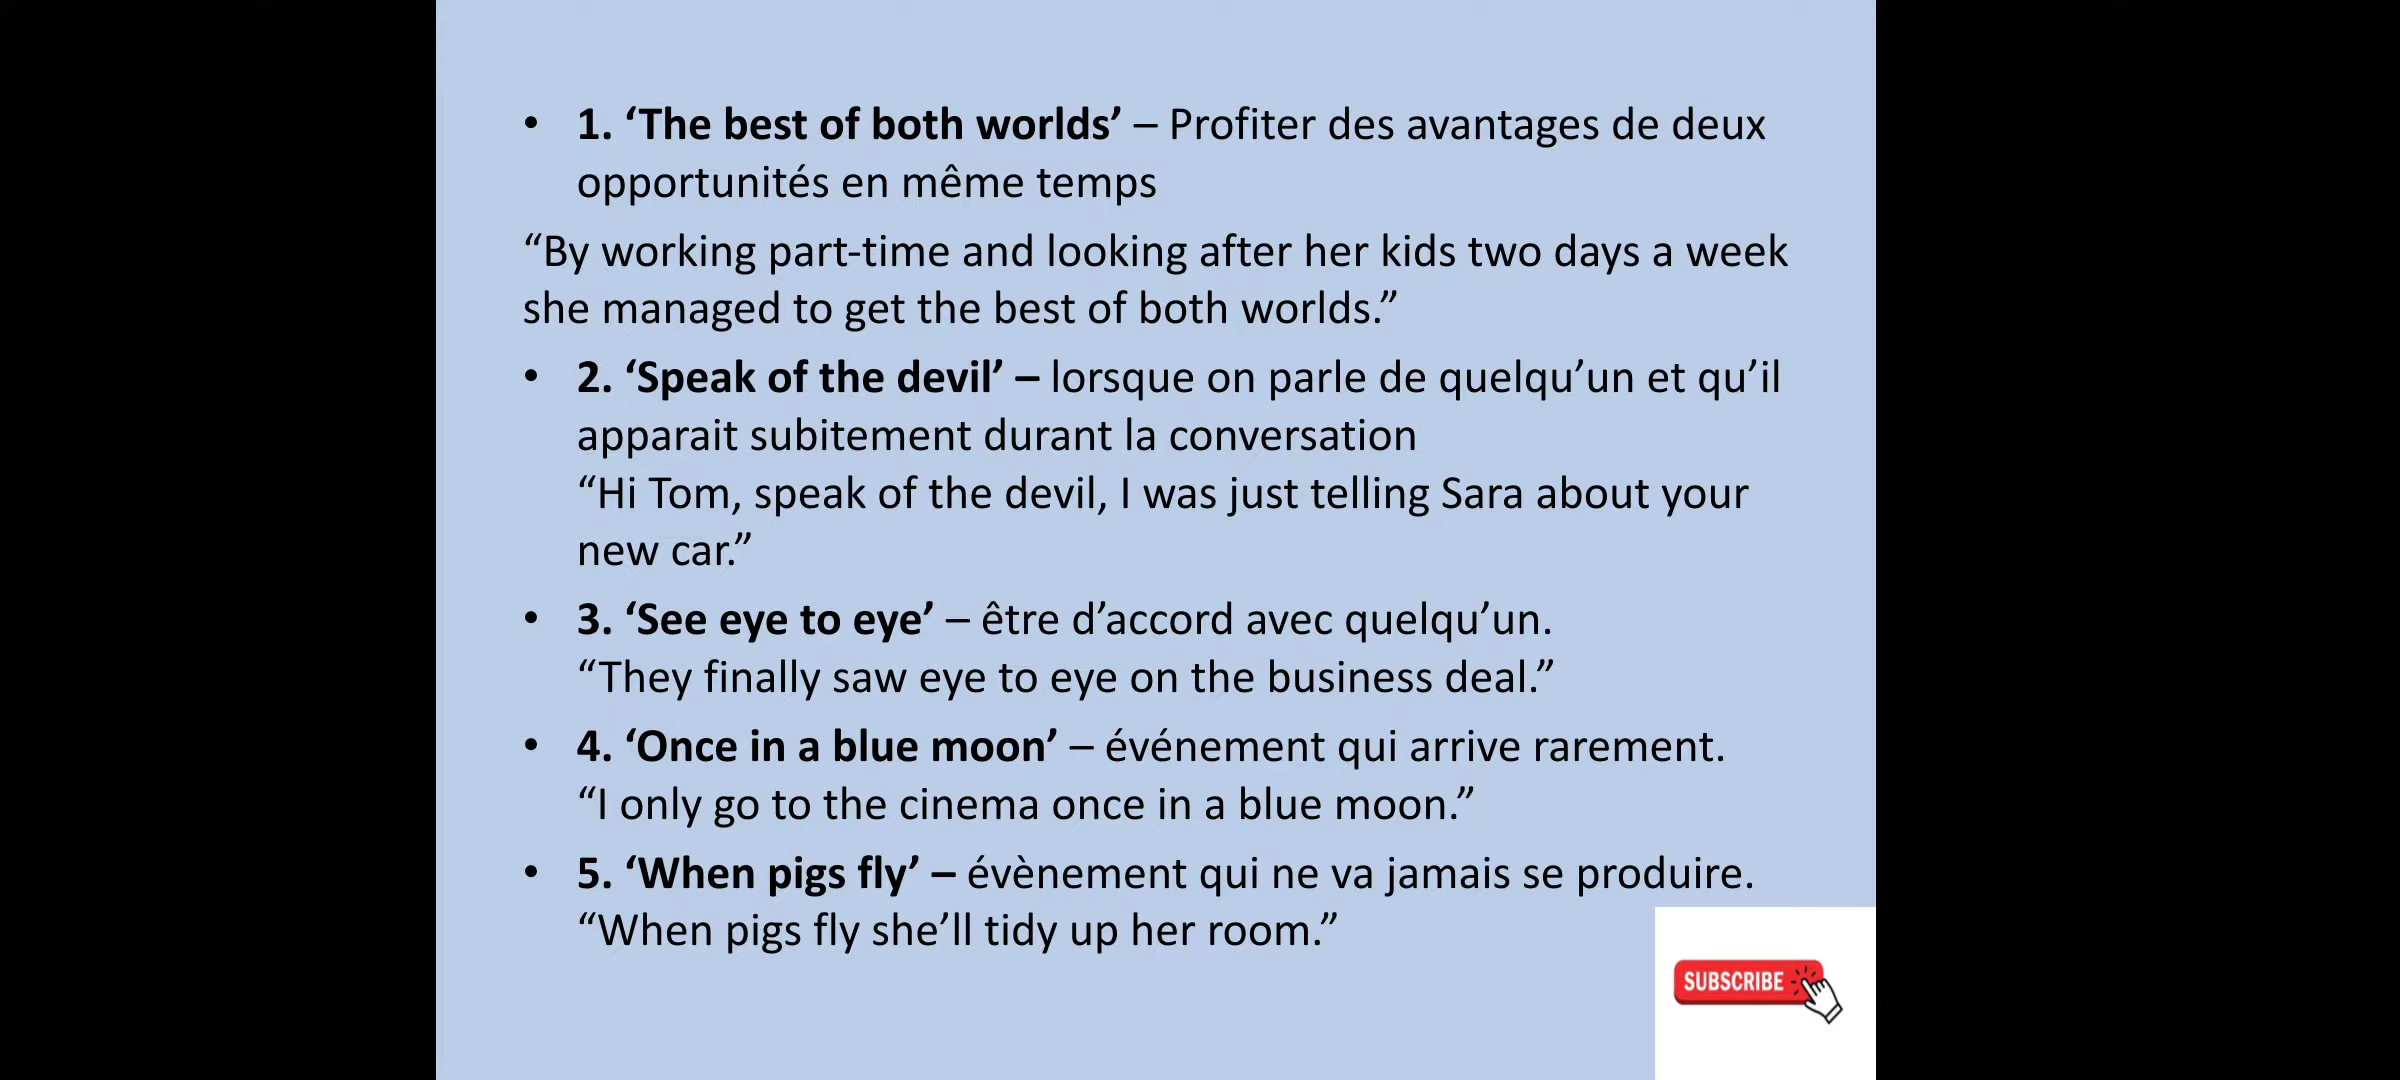 • 1. ‘The best of both worlds’ – Profiter des avantages de deux
opportunités en même temps
“By working part-time and looking after her kids two days a week
she managed to get the best of both worlds.”
• 2. ‘Speak of the devil’ – lorsque on parle de quelqu’un et qu’il
apparait subitement durant la conversation
“Hi Tom, speak of the devil, I was just telling Sara about your
new car.”
• 3. ‘See eye to eye’ – être d’accord avec quelqu’un.
“They finally saw eye to eye on the business deal.”
• 4. ‘Once in a blue moon’ – événement qui arrive rarement.
“I only go to the cinema once in a blue moon.”
• 5. ‘When pigs fly’ – évènement qui ne va jamais se produire.
“When pigs fly she’ll tidy up her room.”
SUBSCRIBE